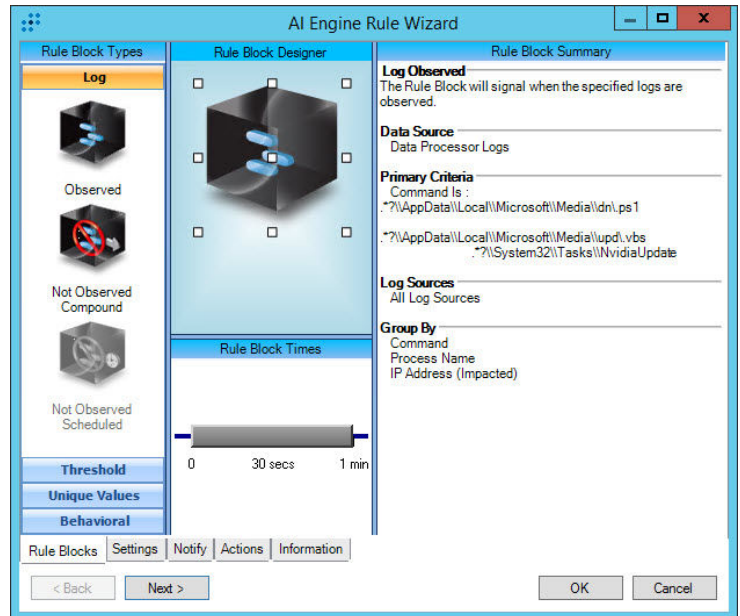 AI Engine Rule Wizard
Rule Block Types
Log
Observed
Not Observed
Compound
Not Observed
Scheduled
Threshold
Unique Values
Behavioral
Rule Block Designer
Rule Block Times
0 30 secs 1 min
Rule Block Summary
Log Observed
The Rule Block will signal when the specified logs are
observed.
Data Source
Data Processor Logs
Primary Criteria
Command Is :
.*?\\AppData\\Local\\Microsoft\\Media\\dn\.ps1
.*?\\AppData\\Local\\Microsoft\\Media\\upd\.vbs
.*?\\System32\\Tasks\\NvidiaUpdate
Log Sources
All Log Sources
Group By
Command
Process Name
IP Address (Impacted)
Rule Blocks Settings Notify Actions Information
< Back Next > OK Cancel